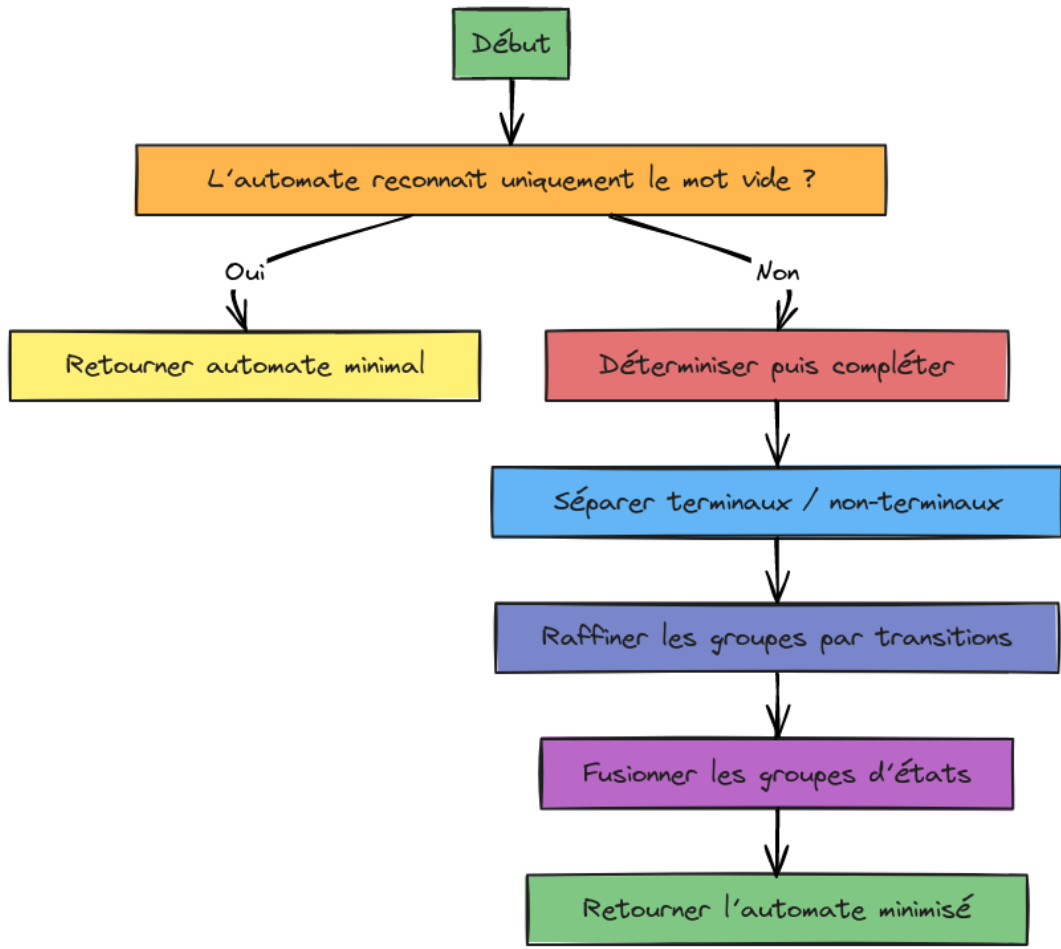 Début
L'automate reconnaît uniquement le mot vide ?
Oui
Non
Retourner automate minimal
Déterminiser puis compléter
Séparer terminaux / non-terminaux
Raffiner les groupes par transitions
Fusionner les groupes d'états
Retourner l'automate minimisé